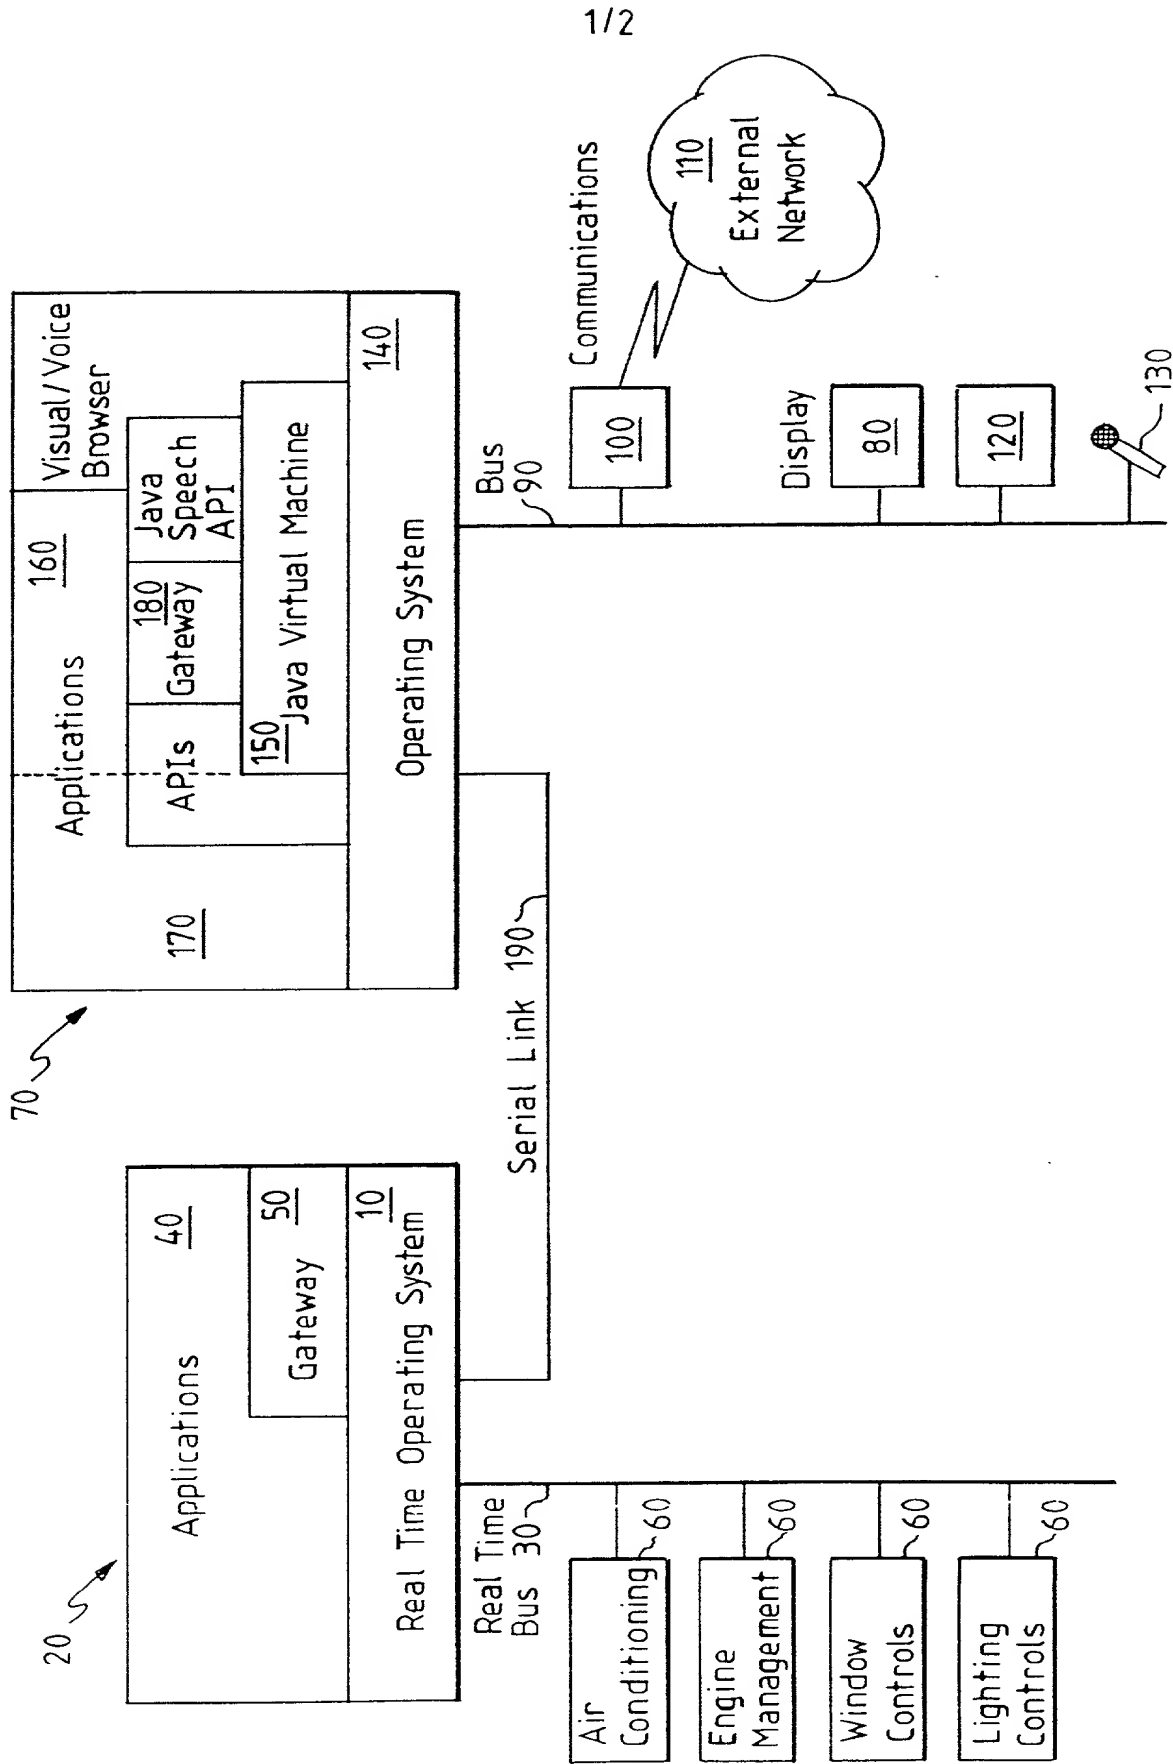 1/2
70
Applications
160
Visual/Voice
Browser
170
APIs
180
Gateway
Java
Speech
API
150
Java Virtual Machine
140
Operating System
20
Applications
40
50
Gateway
10
Real Time Operating System
Real Time
Bus 30
Serial Link 190
Bus
90
Air
Conditioning
60
Engine
Management
60
Window
Controls
60
Lighting
Controls
60
Communications
100
110
External
Network
Display
80
120
130